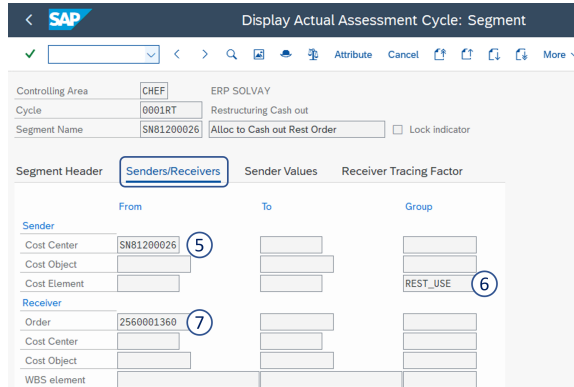 SAP Display Actual Assessment Cycle: Segment
Attribute Cancel More
Controlling Area CHEF ERP SOLVAY
Cycle 0001RT Restructuring Cash out
Segment Name SN81200026 Alloc to Cash out Rest Order Lock indicator
Segment Header Senders/Receivers Sender Values Receiver Tracing Factor
From To Group
Sender
Cost Center SN81200026 5
Cost Object
Cost Element REST_USE 6
Receiver
Order 2560001360 7
Cost Center
Cost Object
WBS element